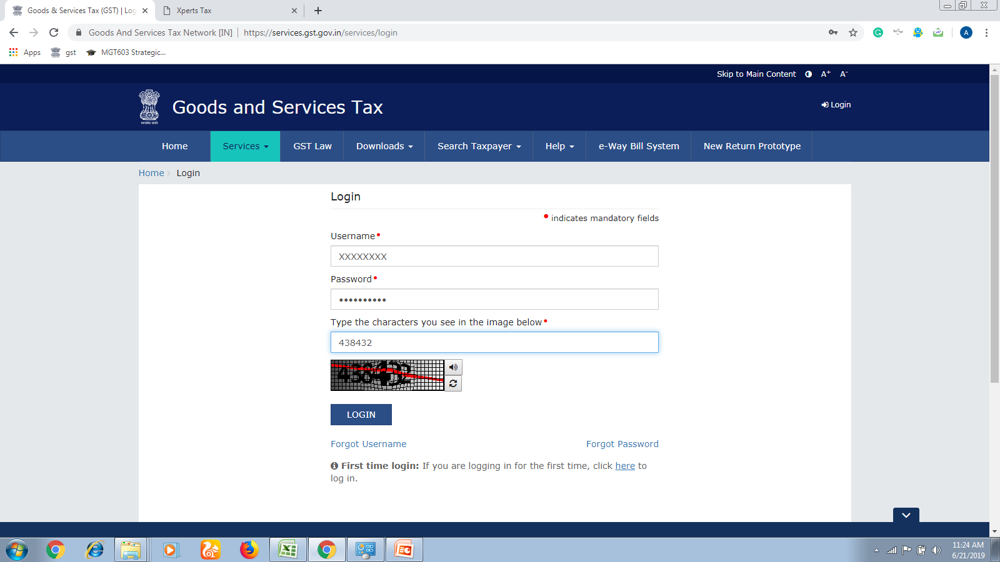 Goods & Services Tax (GST) | Log
Xperts Tax
Goods And Services Tax Network [IN] | https://services.gst.gov.in/services/login
A
Apps
gst
MGT603 Strategic...
Skip to Main Content
A+
A-
Goods and Services Tax
Login
Home
Services
GST Law
Downloads
Search Taxpayer
Help
e-Way Bill System
New Return Prototype
Home
Login
Login
• indicates mandatory fields
Username•
XXXXXXXX
Password•
••••••••••
Type the characters you see in the image below•
438432
438432
LOGIN
Forgot Username
Forgot Password
First time login: If you are logging in for the first time, click here to
log in.
11:24 AM
6/21/2019